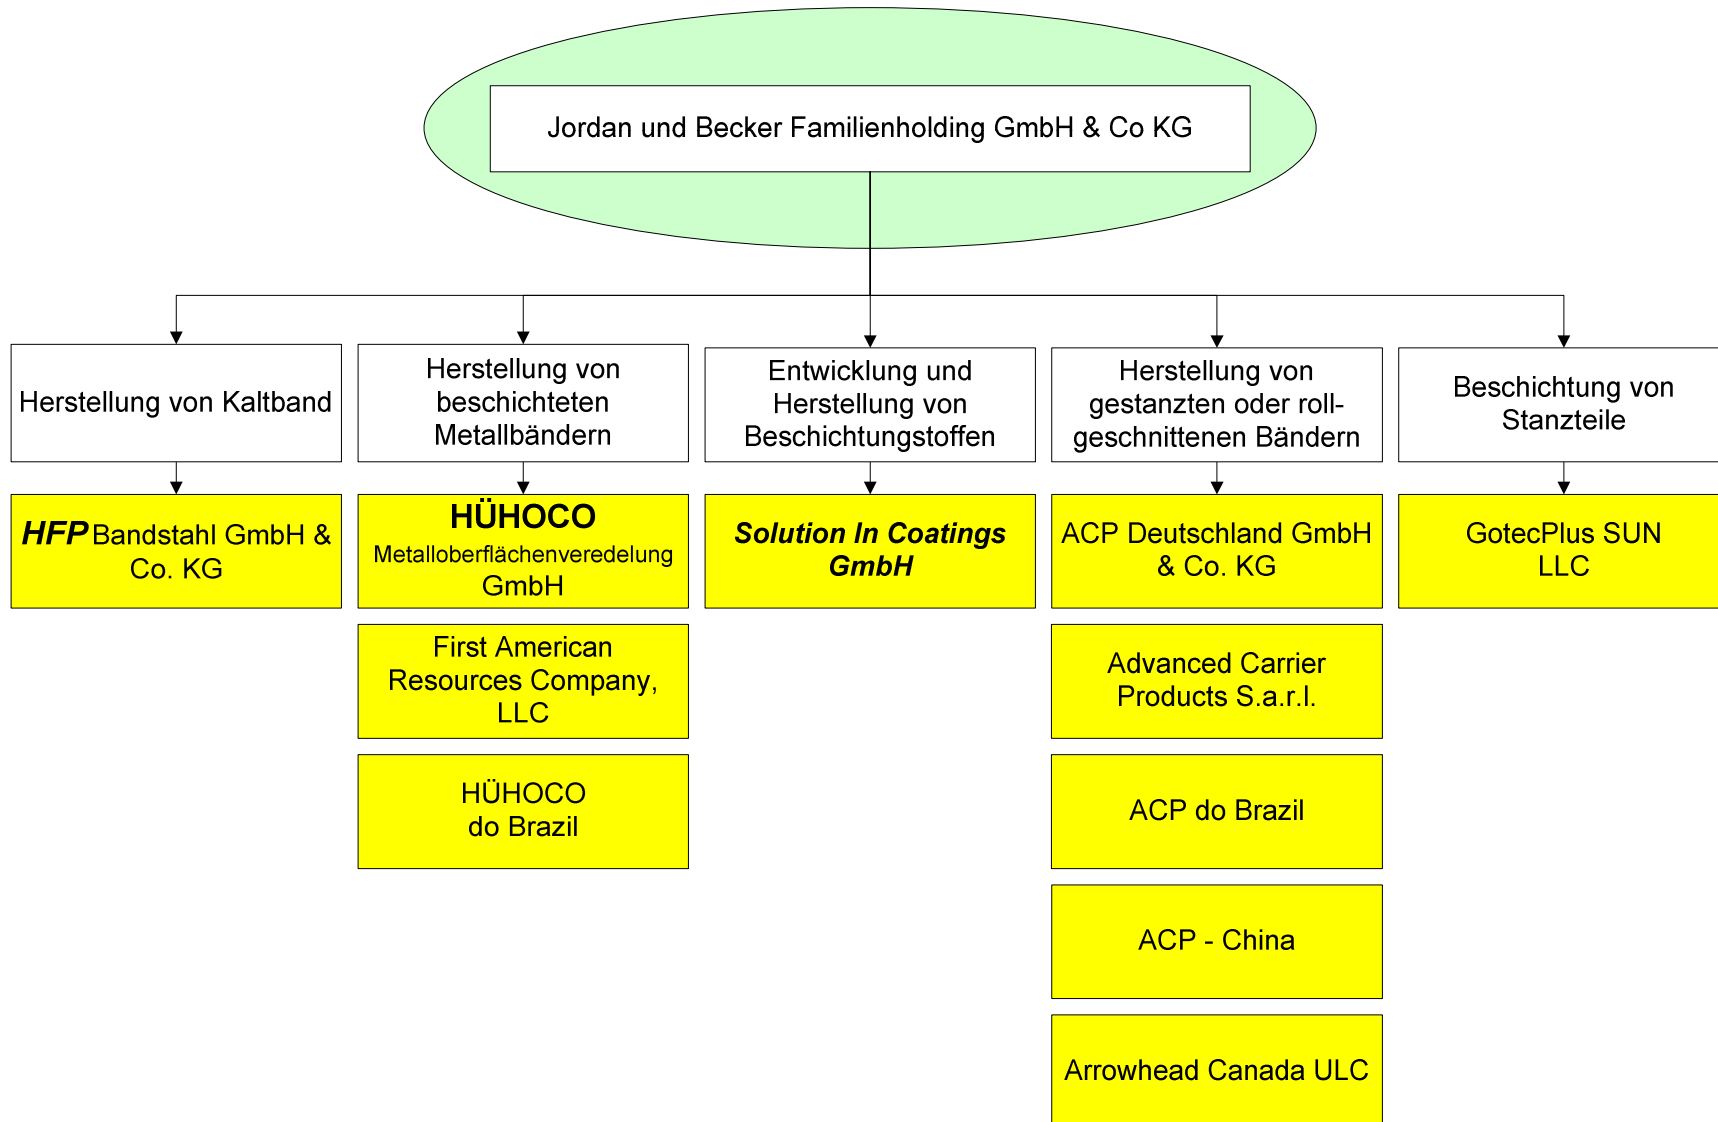 Jordan und Becker Familienholding GmbH & Co KG
Herstellung von Kaltband
Herstellung von
beschichteten
Metallbändern
Entwicklung und
Herstellung von
Beschichtungstoffen
Herstellung von
gestanzten oder roll-
geschnittenen Bändern
Beschichtung von
Stanzteile
HFP Bandstahl GmbH &
Co. KG
HÜHOCO
Metalloberflächenveredelung
GmbH
Solution In Coatings
GmbH
ACP Deutschland GmbH
& Co. KG
GotecPlus SUN
LLC
First American
Resources Company,
LLC
Advanced Carrier
Products S.a.r.l.
HÜHOCO
do Brazil
ACP do Brazil
ACP - China
Arrowhead Canada ULC